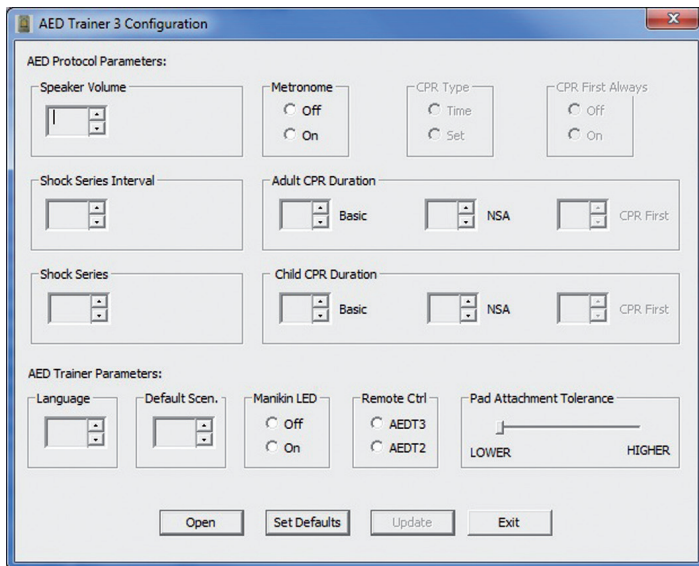 AED Trainer 3 Configuration
AED Protocol Parameters:
Speaker Volume
Metronome
Off
On
CPR Type
Time
Set
CPR First Always
Off
On
Shock Series Interval
Adult CPR Duration
Basic
NSA
CPR First
Shock Series
Child CPR Duration
Basic
NSA
CPR First
AED Trainer Parameters:
Language
Default Scen.
Manikin LED
Off
On
Remote Ctrl
AEDT3
AEDT2
Pad Attachment Tolerance
LOWER HIGHER
Open Set Defaults Update Exit